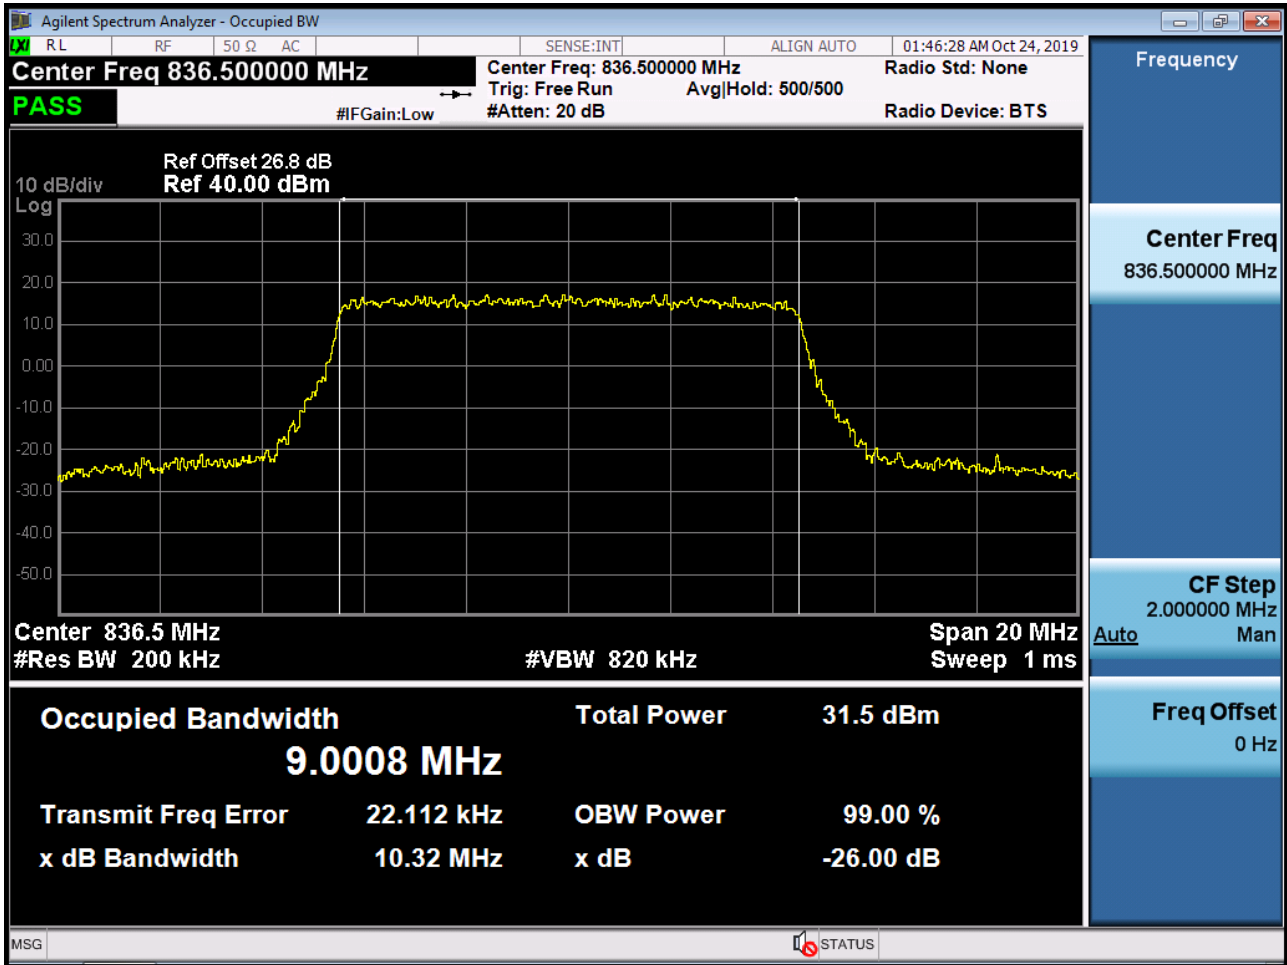 Agilent Spectrum Analyzer - Occupied BW
LXI RL RF 50 Ω AC SENSE:INT ALIGN AUTO 01:46:28 AM Oct 24, 2019
Center Freq 836.500000 MHz
Center Freq: 836.500000 MHz Radio Std: None
Trig: Free Run Avg|Hold: 500/500
PASS
#IFGain:Low #Atten: 20 dB Radio Device: BTS
Ref Offset 26.8 dB
10 dB/div Ref 40.00 dBm
Log
30.0
20.0
10.0
0.00
-10.0
-20.0
-30.0
-40.0
-50.0
Center 836.5 MHz Span 20 MHz
#Res BW 200 kHz #VBW 820 kHz Sweep 1 ms
Occupied Bandwidth Total Power 31.5 dBm
9.0008 MHz
Transmit Freq Error 22.112 kHz OBW Power 99.00 %
x dB Bandwidth 10.32 MHz x dB -26.00 dB
MSG STATUS
Frequency
Center Freq
836.500000 MHz
CF Step
2.000000 MHz
Auto Man
Freq Offset
0 Hz